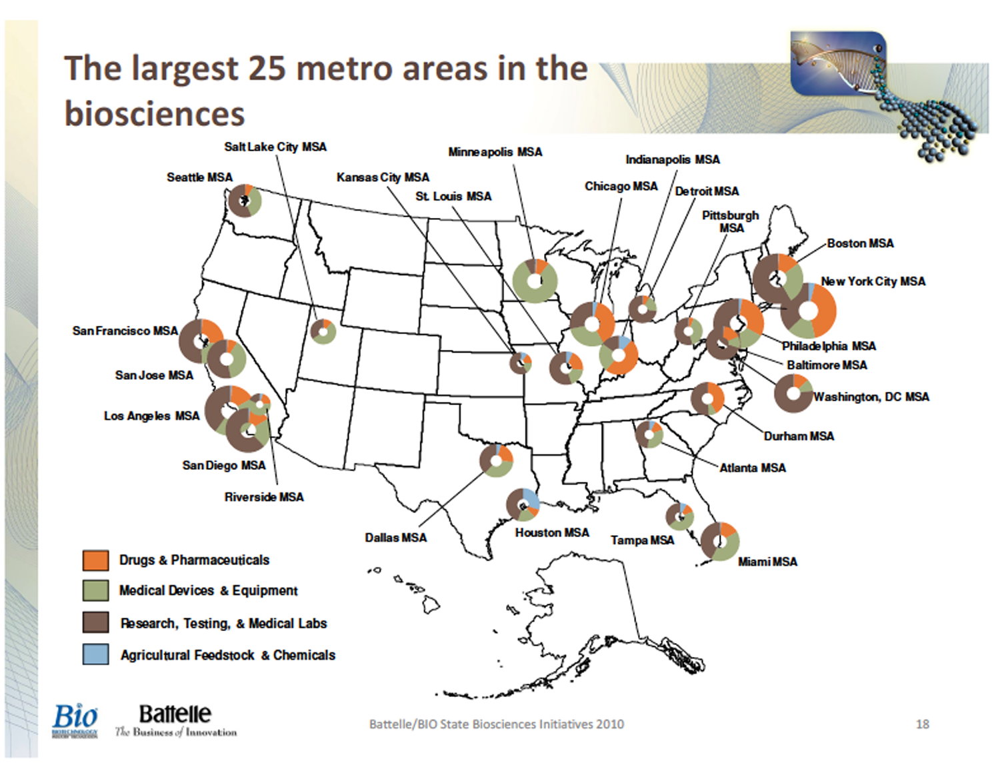 The largest 25 metro areas in the
biosciences
Salt Lake City MSA
Minneapolis MSA
Indianapolis MSA
Seattle MSA
Kansas City MSA
Chicago MSA
Detroit MSA
St. Louis MSA
Pittsburgh
MSA
Boston MSA
New York City MSA
San Francisco MSA
Philadelphia MSA
Baltimore MSA
San Jose MSA
Washington, DC MSA
Los Angeles MSA
Durham MSA
San Diego MSA
Atlanta MSA
Riverside MSA
Dallas MSA
Houston MSA
Tampa MSA
Miami MSA
Drugs & Pharmaceuticals
Medical Devices & Equipment
Research, Testing, & Medical Labs
Agricultural Feedstock & Chemicals
Bio
BIOTECHNOLOGY
INDUSTRY ORGANIZATION
Battelle
The Business of Innovation
Battelle/BIO State Biosciences Initiatives 2010
18